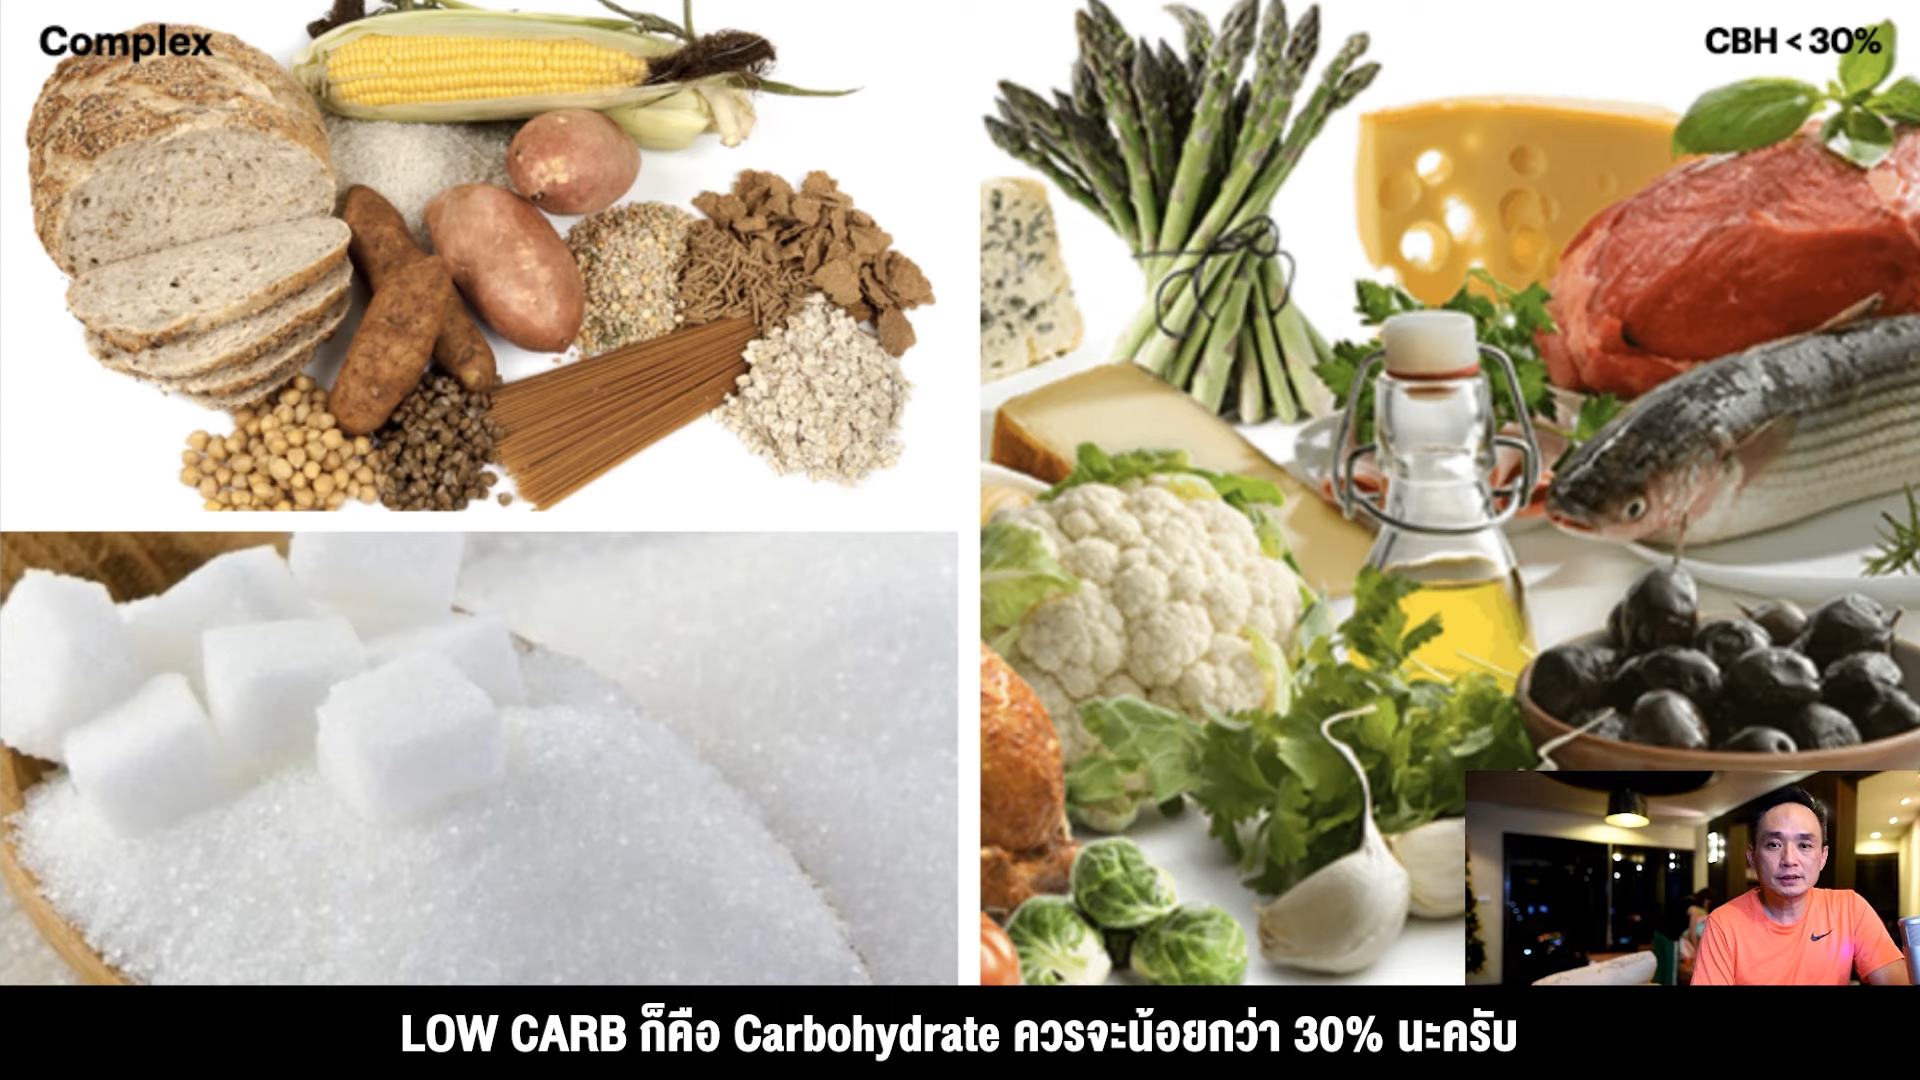 Complex
CBH < 30%
LOW CARB ก็คือ Carbohydrate ควรจะน้อยกว่า 30% นะครับ